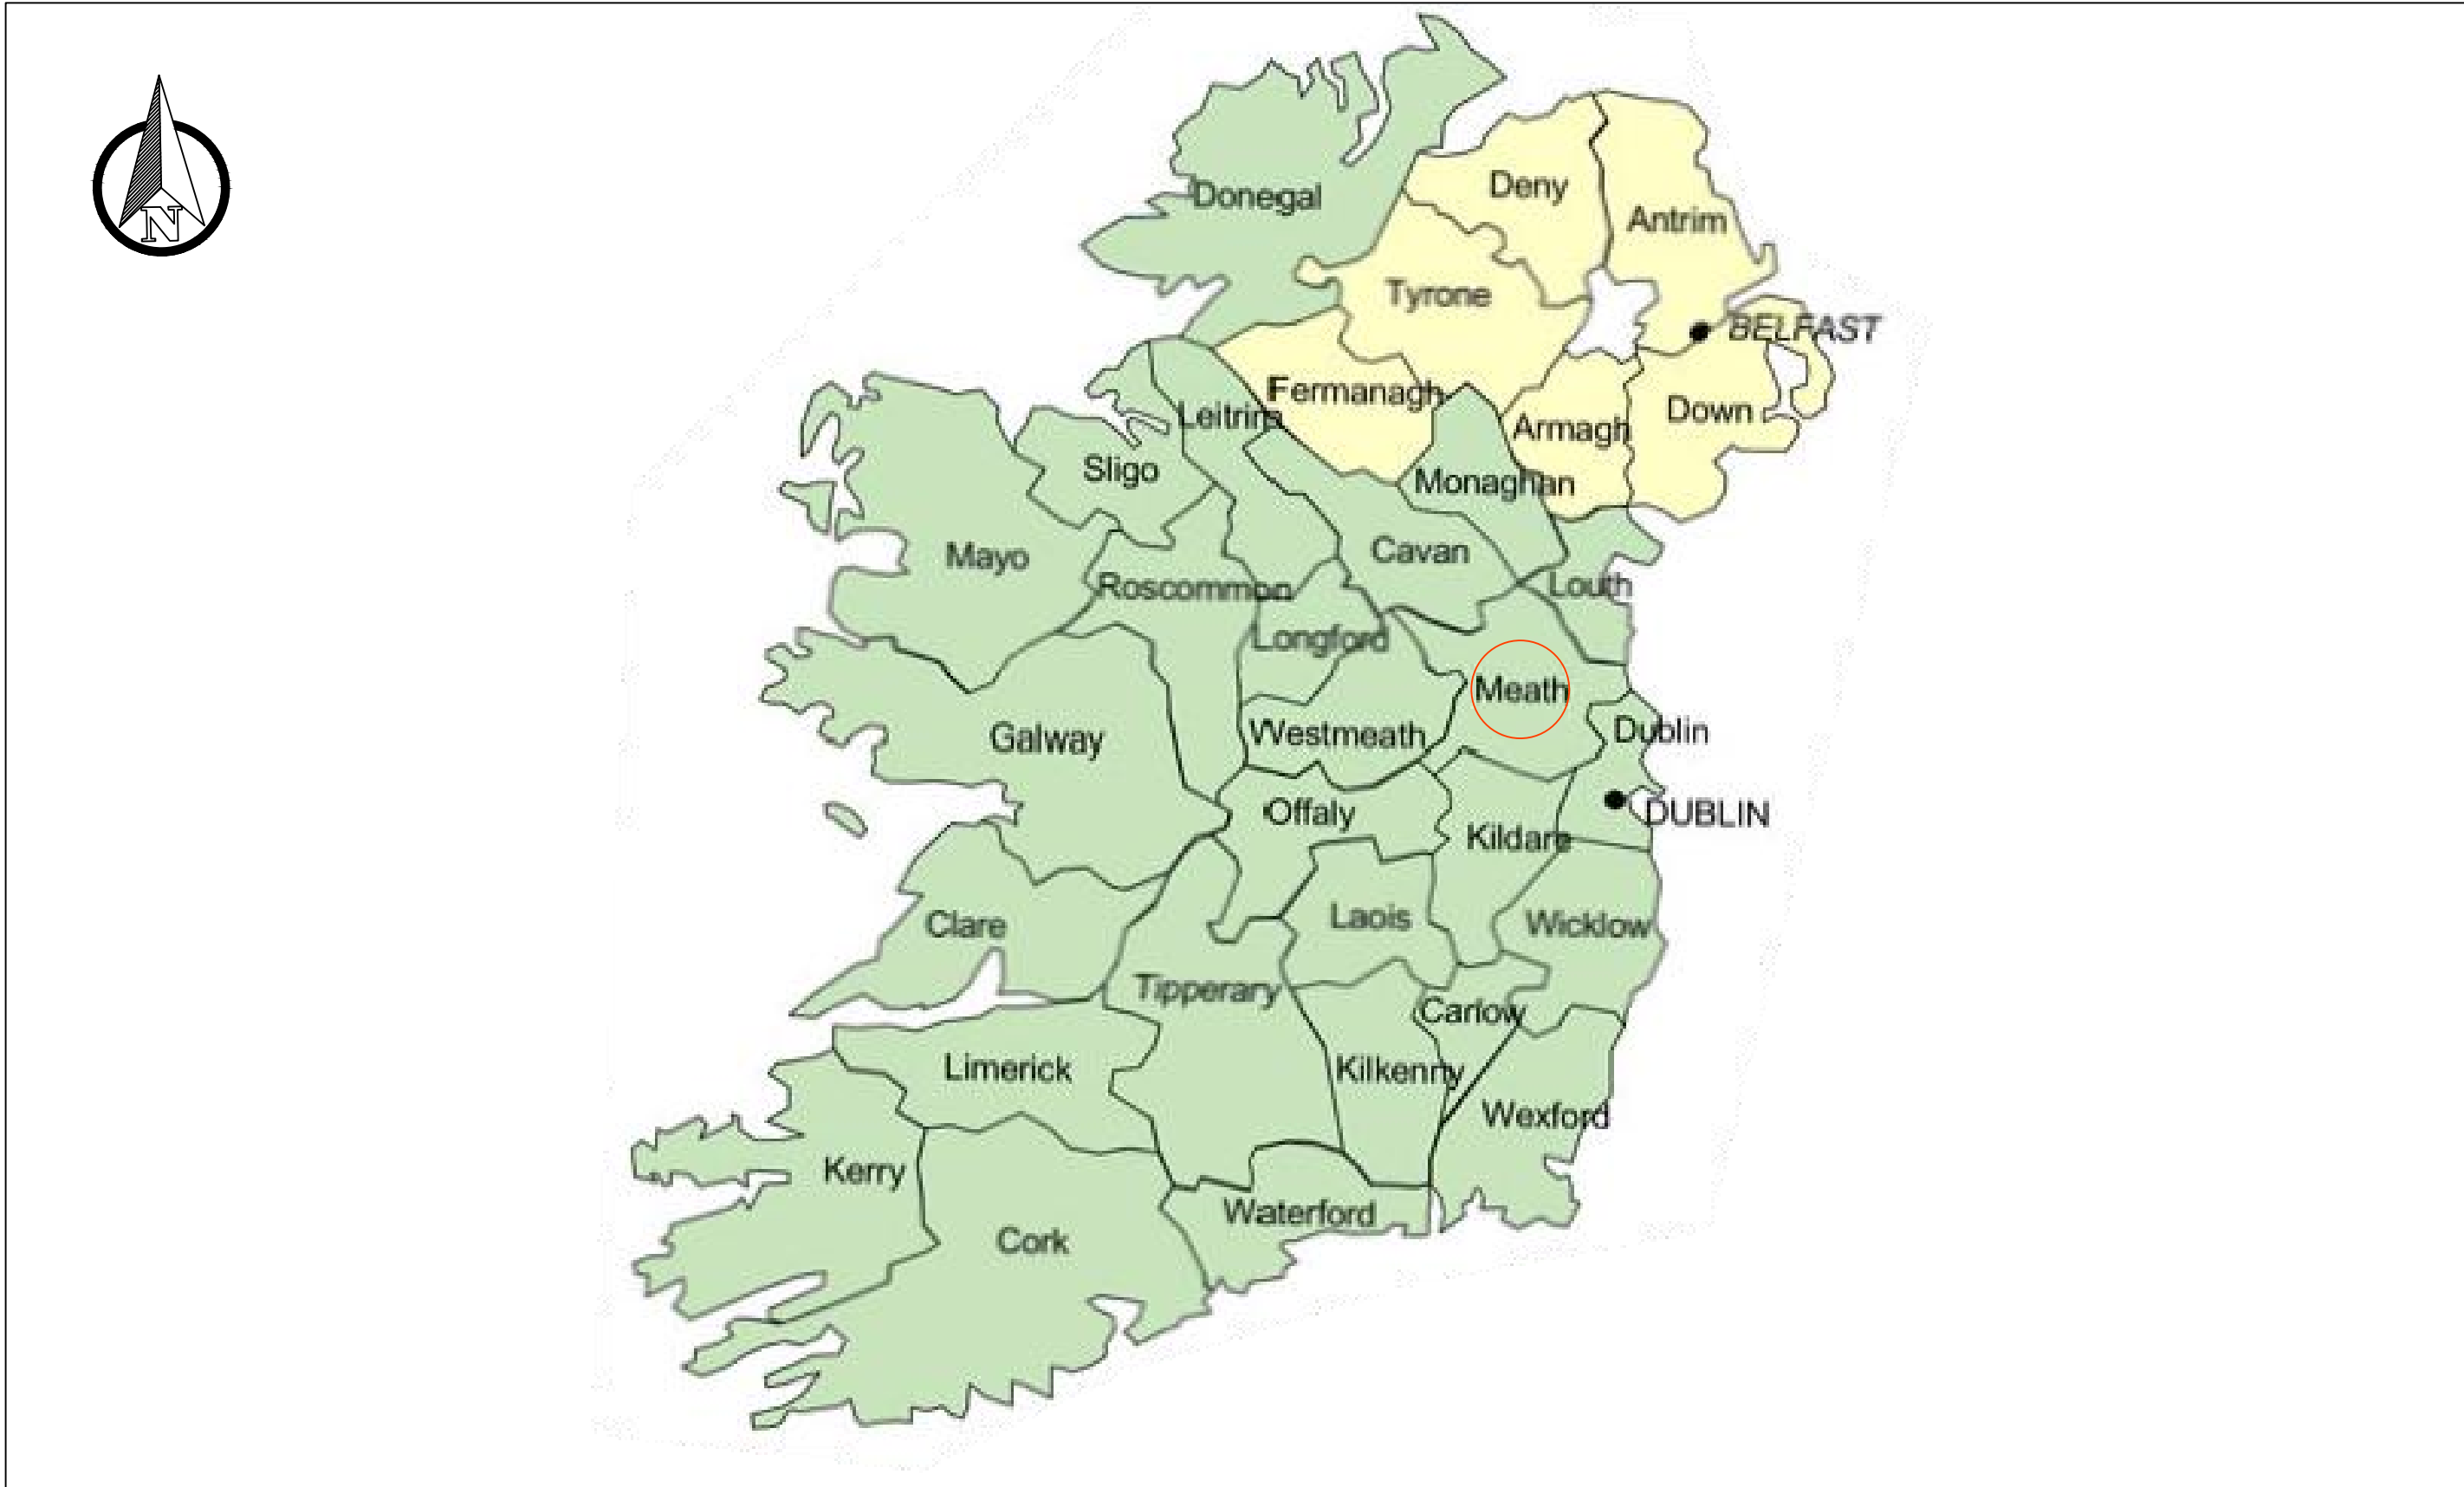 Donegal
Deny
Antrim
N
Tyrone
BELFAST
Fermanagh
Leitrim
Down
Armagh
Sligo
Monaghan
Mayo
Cavan
Roscommon
Louth
Longford
Meath
Galway
Westmeath
Dublin
Offaly
DUBLIN
Kildare
Clare
Laois
Wicklow
Tipperary
Carlow
Limerick
Kilkenny
Wexford
Kerry
Waterford
Cork